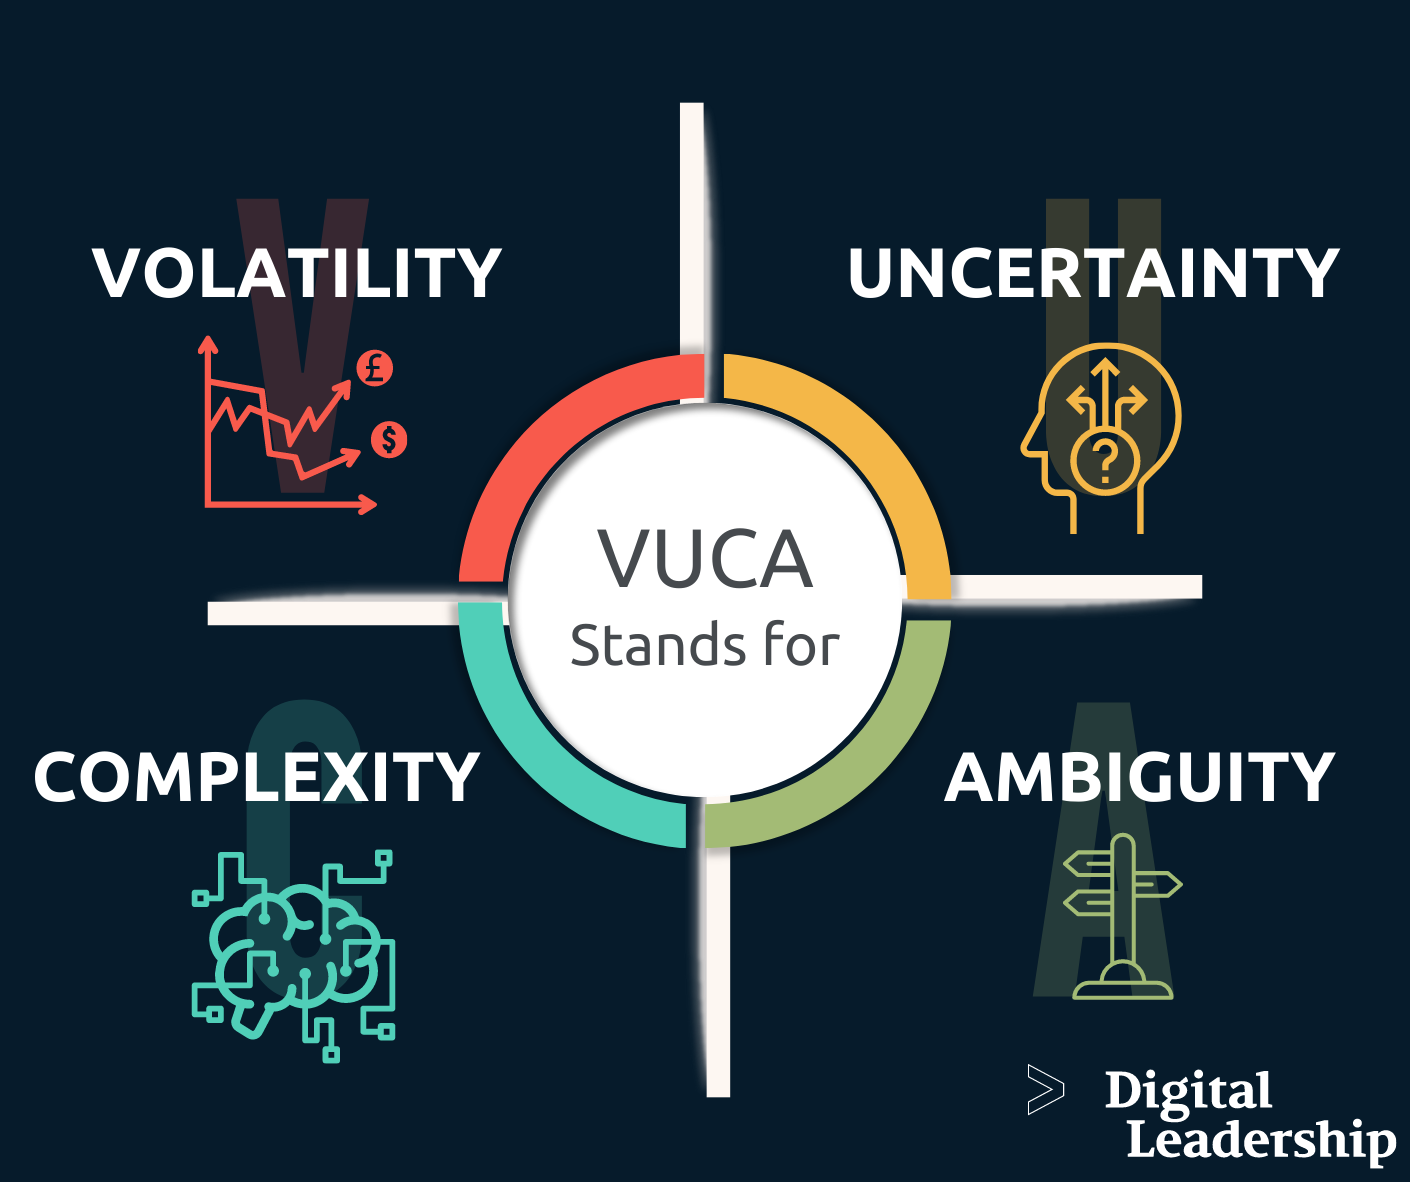 VOLATILITY
UNCERTAINTY
V
U
£
$
?
VUCA
Stands for
COMPLEXITY
AMBIGUITY
C
A
Digital
Leadership